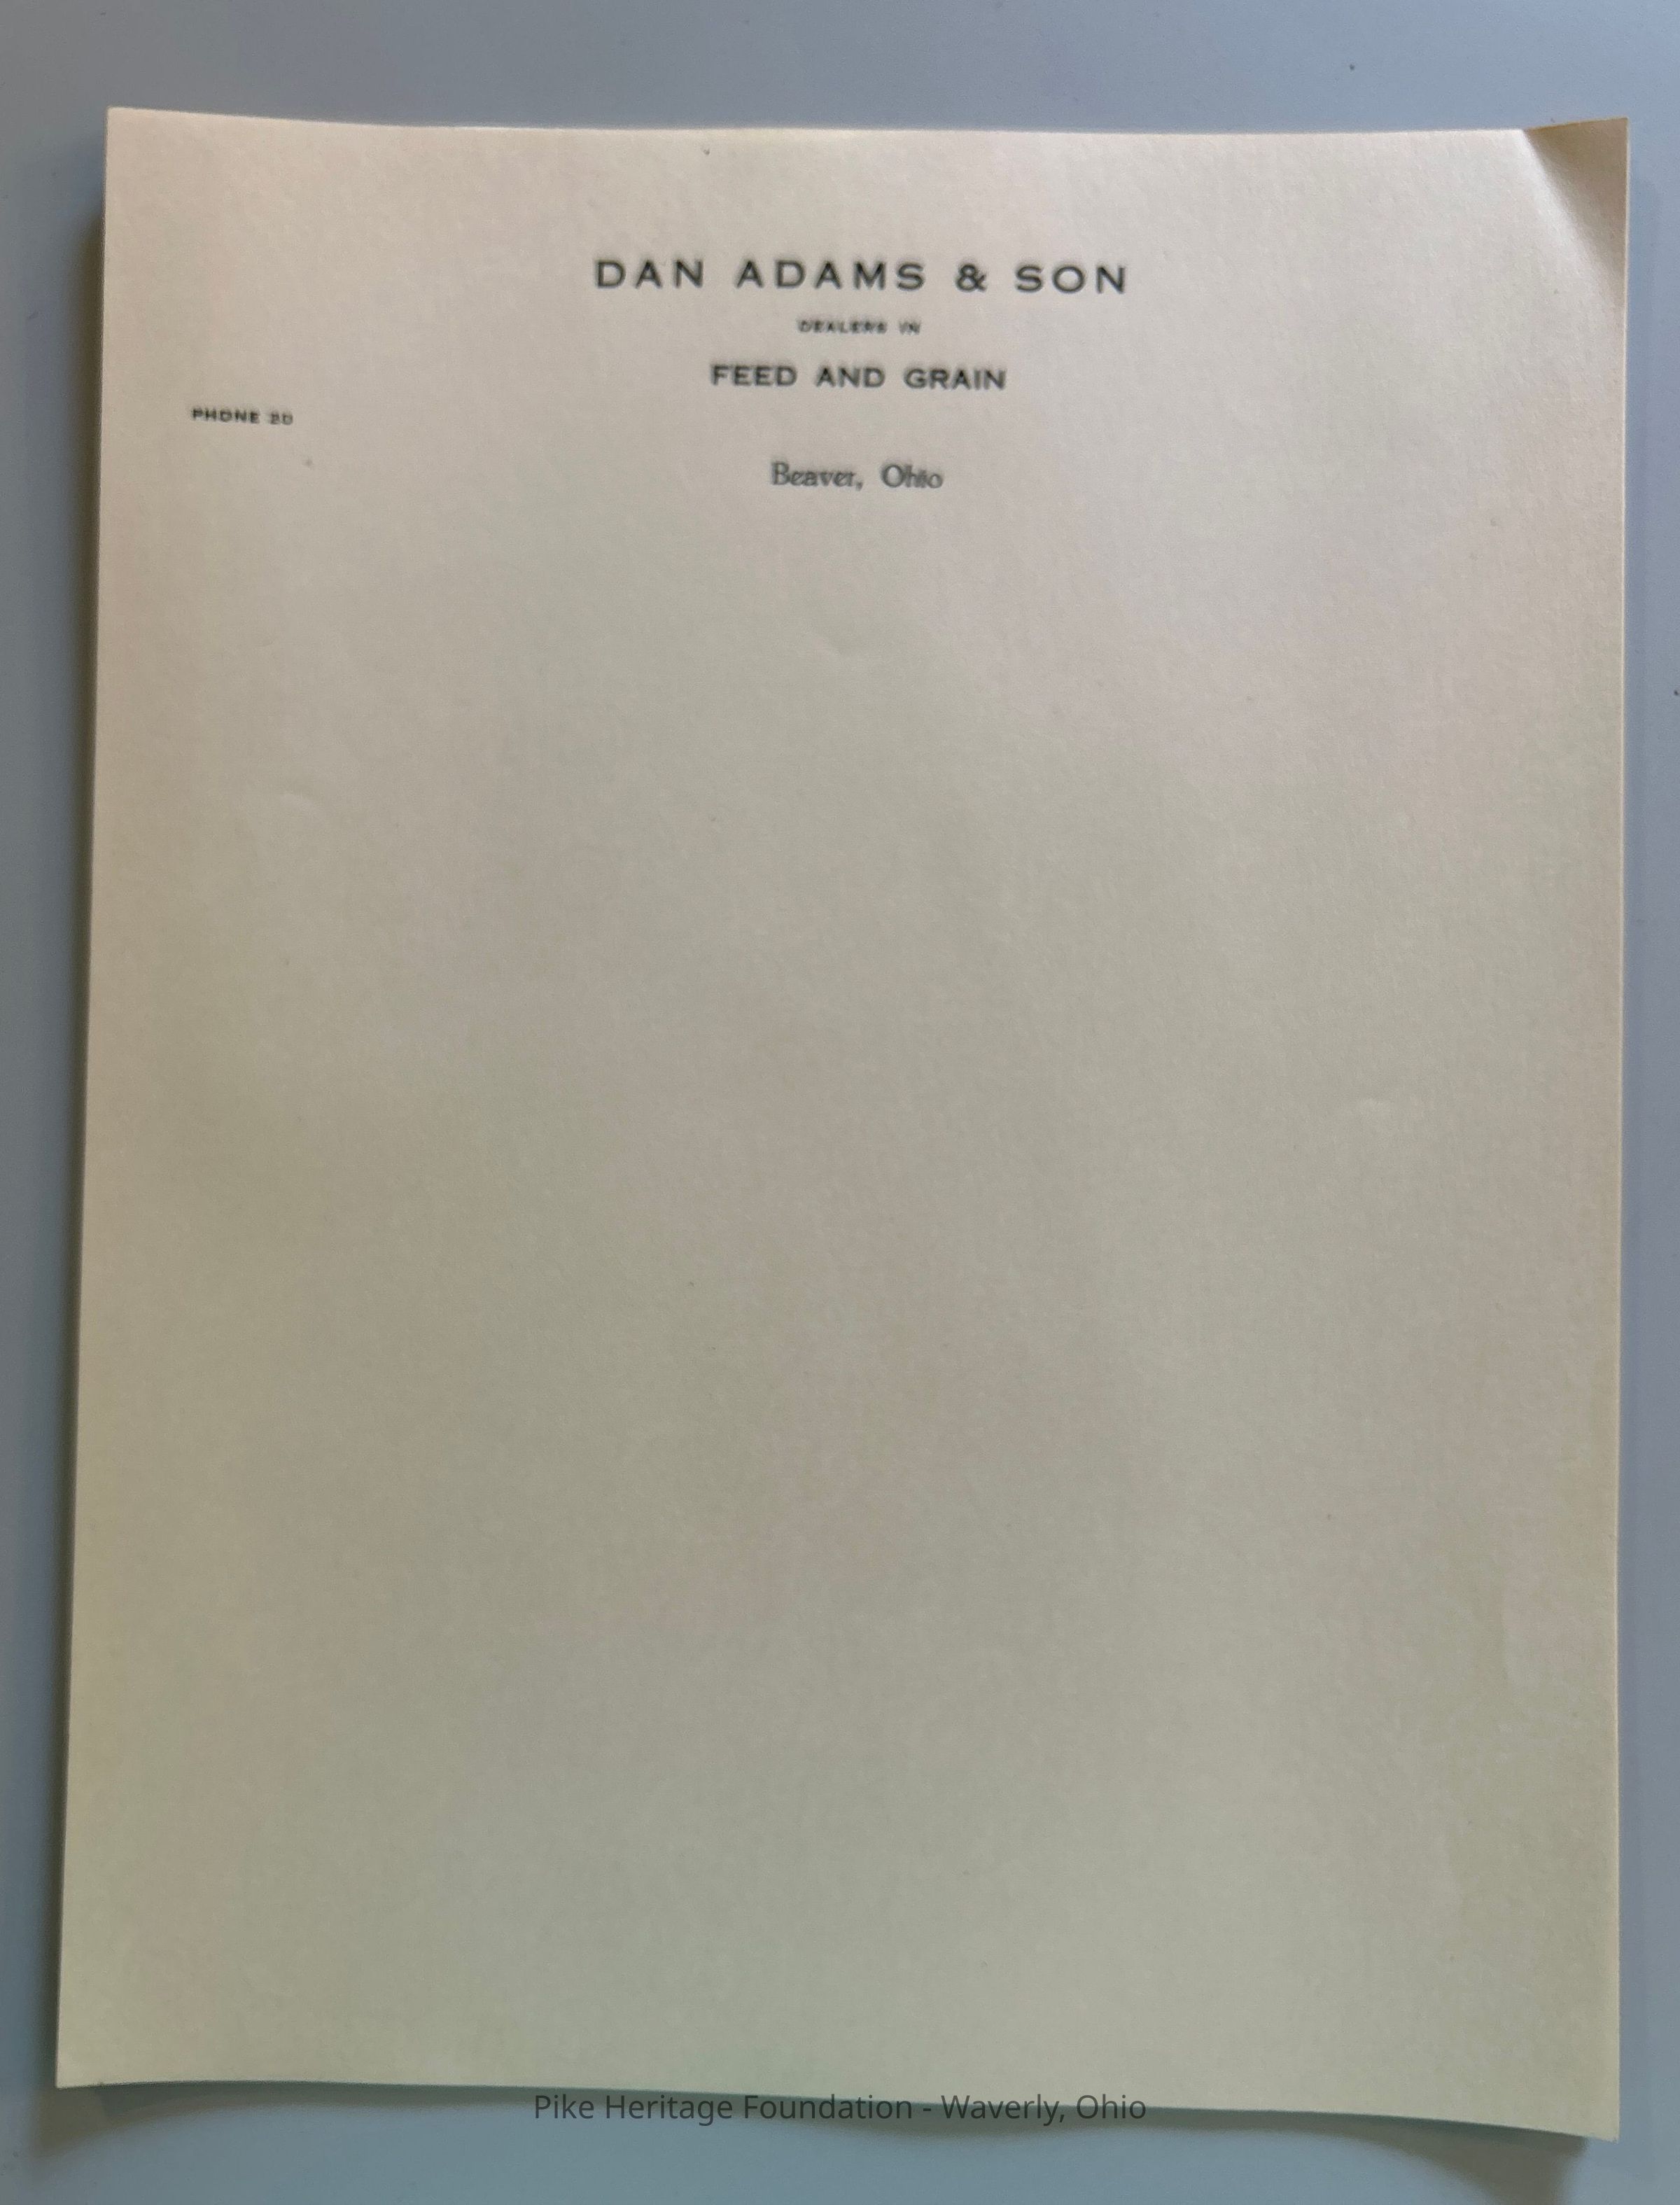 DAN ADAMS & SON
DEALERS IN
FEED AND GRAIN
PHONE 20
Beaver, Ohio
Pike Heritage Foundation - Waverly, Ohio